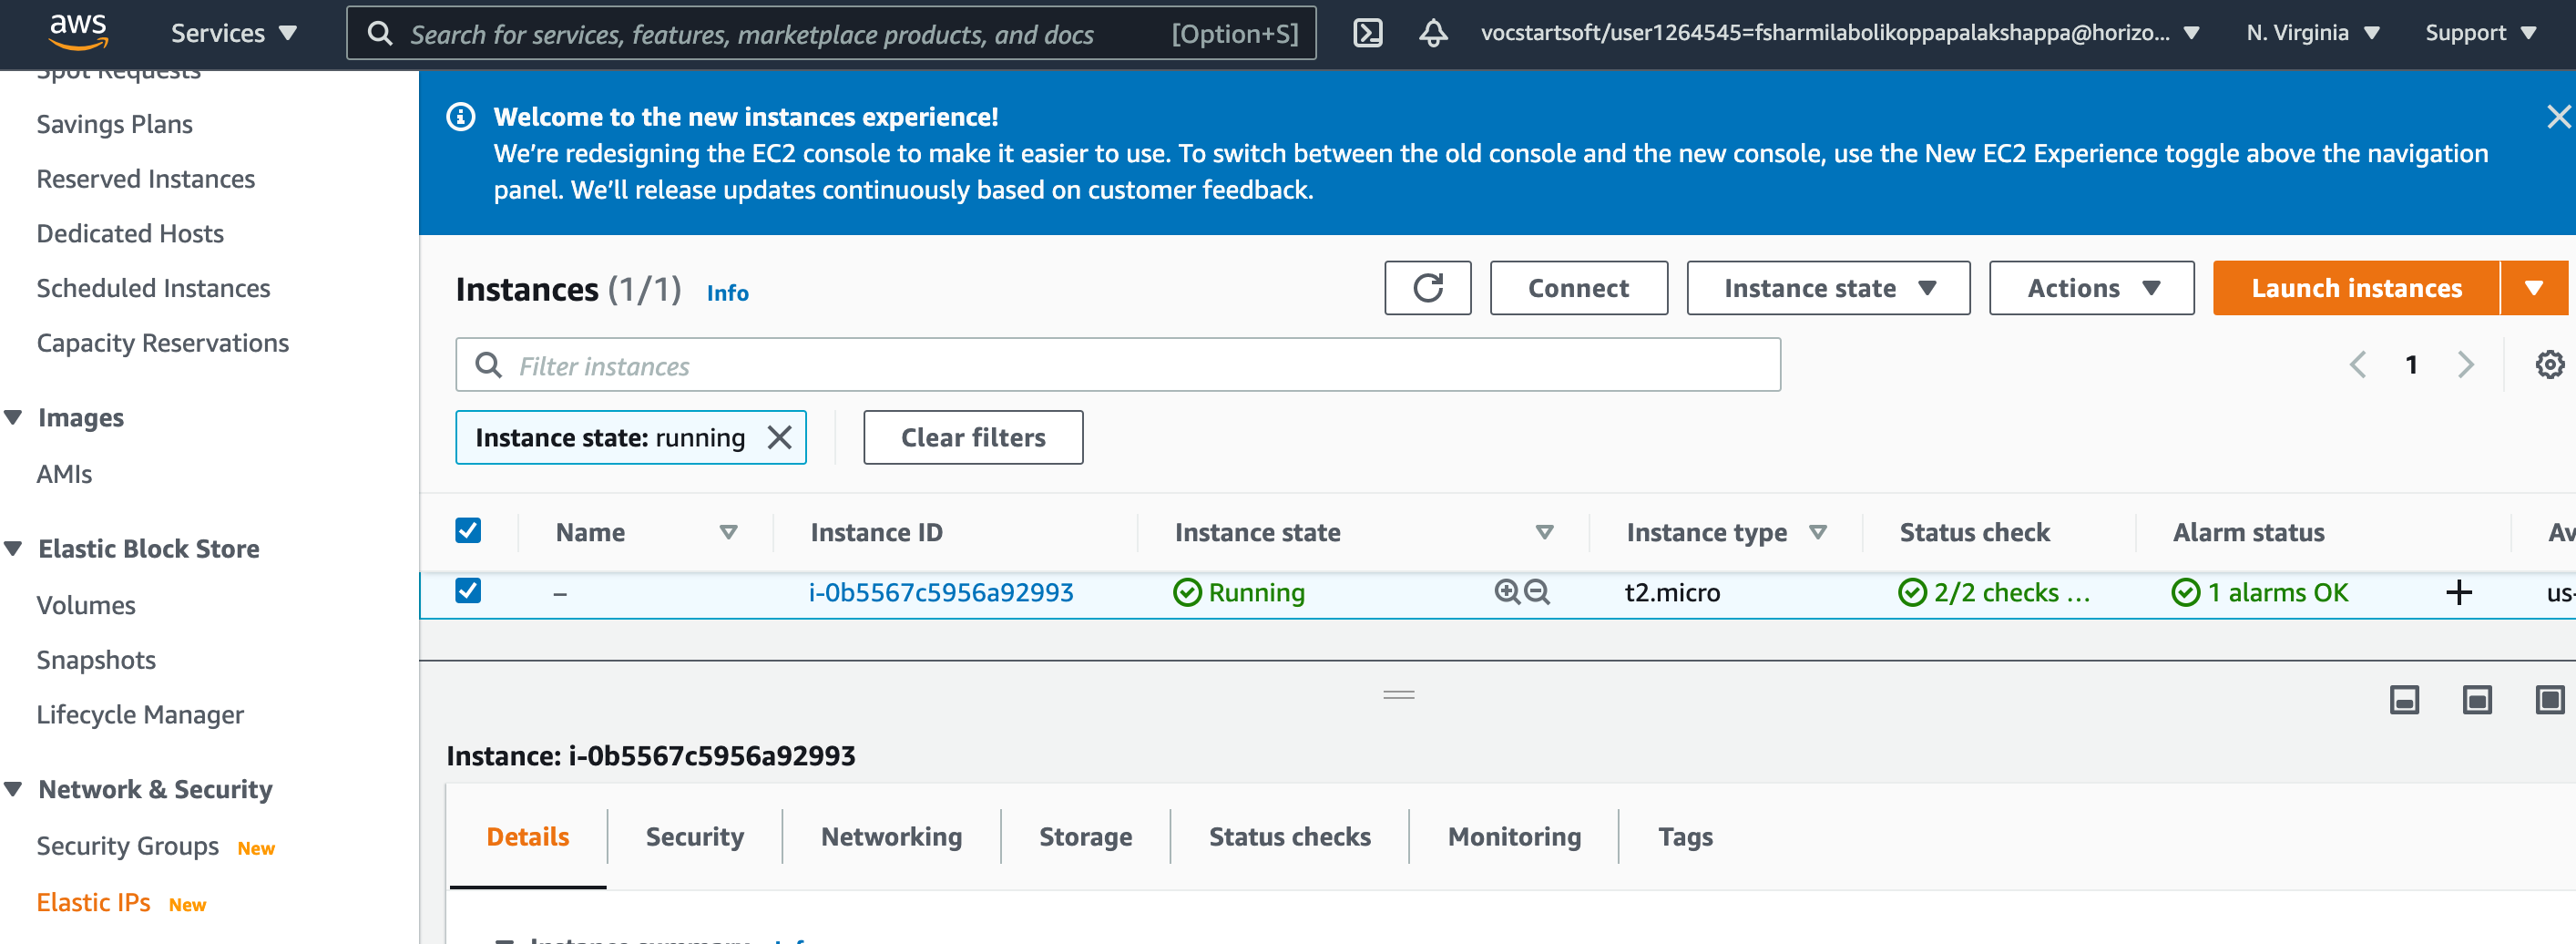 aws
Services
Search for services, features, marketplace products, and docs
[Option+S]
vocstartsoft/user1264545=fsharmilabolikoppapalakshappa@horizo...
N. Virginia
Support
Spot Requests
Savings Plans
Reserved Instances
Dedicated Hosts
Scheduled Instances
Capacity Reservations
Images
AMIs
Elastic Block Store
Volumes
Snapshots
Lifecycle Manager
Network & Security
Security Groups New
Elastic IPs New
Welcome to the new instances experience!
We're redesigning the EC2 console to make it easier to use. To switch between the old console and the new console, use the New EC2 Experience toggle above the navigation
panel. We'll release updates continuously based on customer feedback.
Instances (1/1) Info
Connect
Instance state
Actions
Launch instances
Filter instances
1
Instance state: running
Clear filters
Name Instance ID Instance state Instance type Status check Alarm status Av
– i-0b5567c5956a92993 Running t2.micro 2/2 checks ... 1 alarms OK + us-
Instance: i-0b5567c5956a92993
Details Security Networking Storage Status checks Monitoring Tags
Instance summary Info